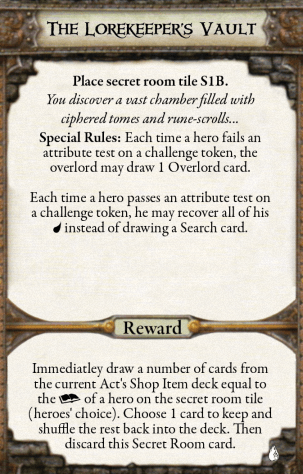 The Lorekeeper's Vault
Place secret room tile S1B.
You discover a vast chamber filled with
ciphered tomes and rune-scrolls...
Special Rules: Each time a hero fails an
attribute test on a challenge token, the
overlord may draw 1 Overlord card.
Each time a hero passes an attribute test on
a challenge token, he may recover all of his
instead of drawing a Search card.
Reward
Immediatley draw a number of cards from
the current Act's Shop Item deck equal to
the of a hero on the secret room tile
(heroes' choice). Choose 1 card to keep and
shuffle the rest back into the deck. Then
discard this Secret Room card.